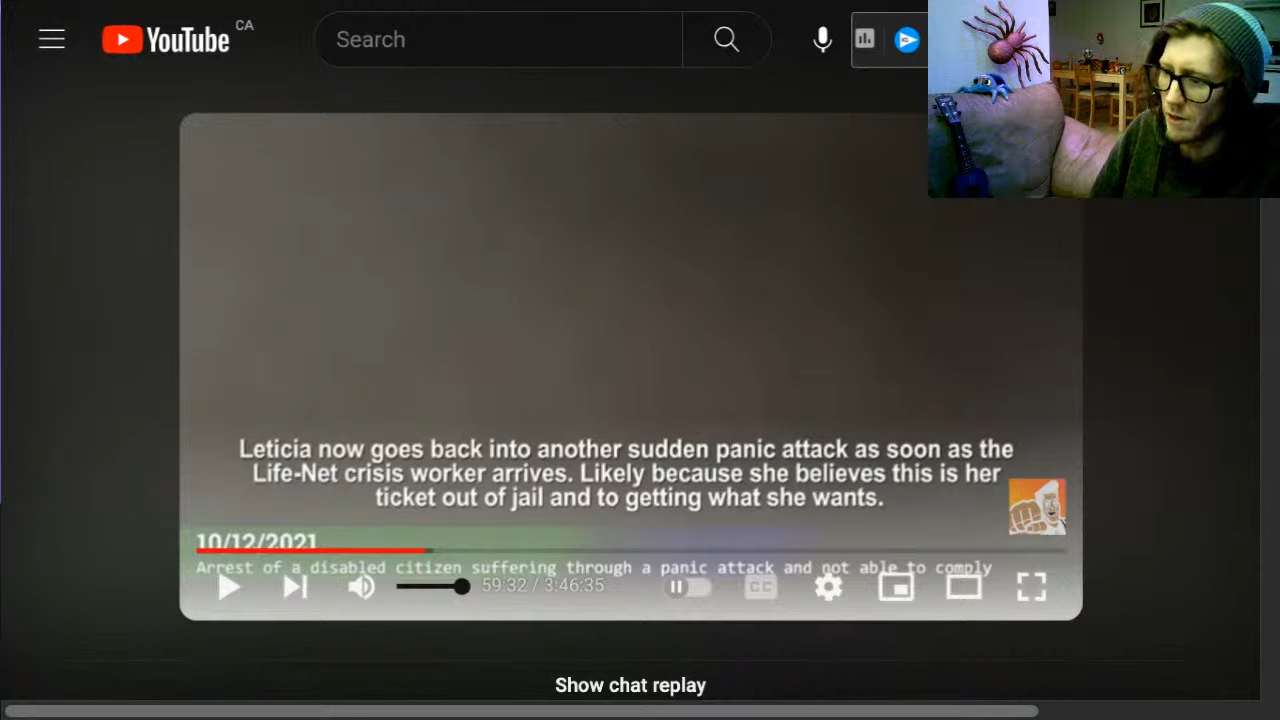 YouTube CA
Search
Leticia now goes back into another sudden panic attack as soon as the
Life-Net crisis worker arrives. Likely because she believes this is her
ticket out of jail and to getting what she wants.
10/12/2021
Arrest of a disabled citizen suffering through a panic attack and not able to comply
59:32 / 3:46:35
CC
Show chat replay